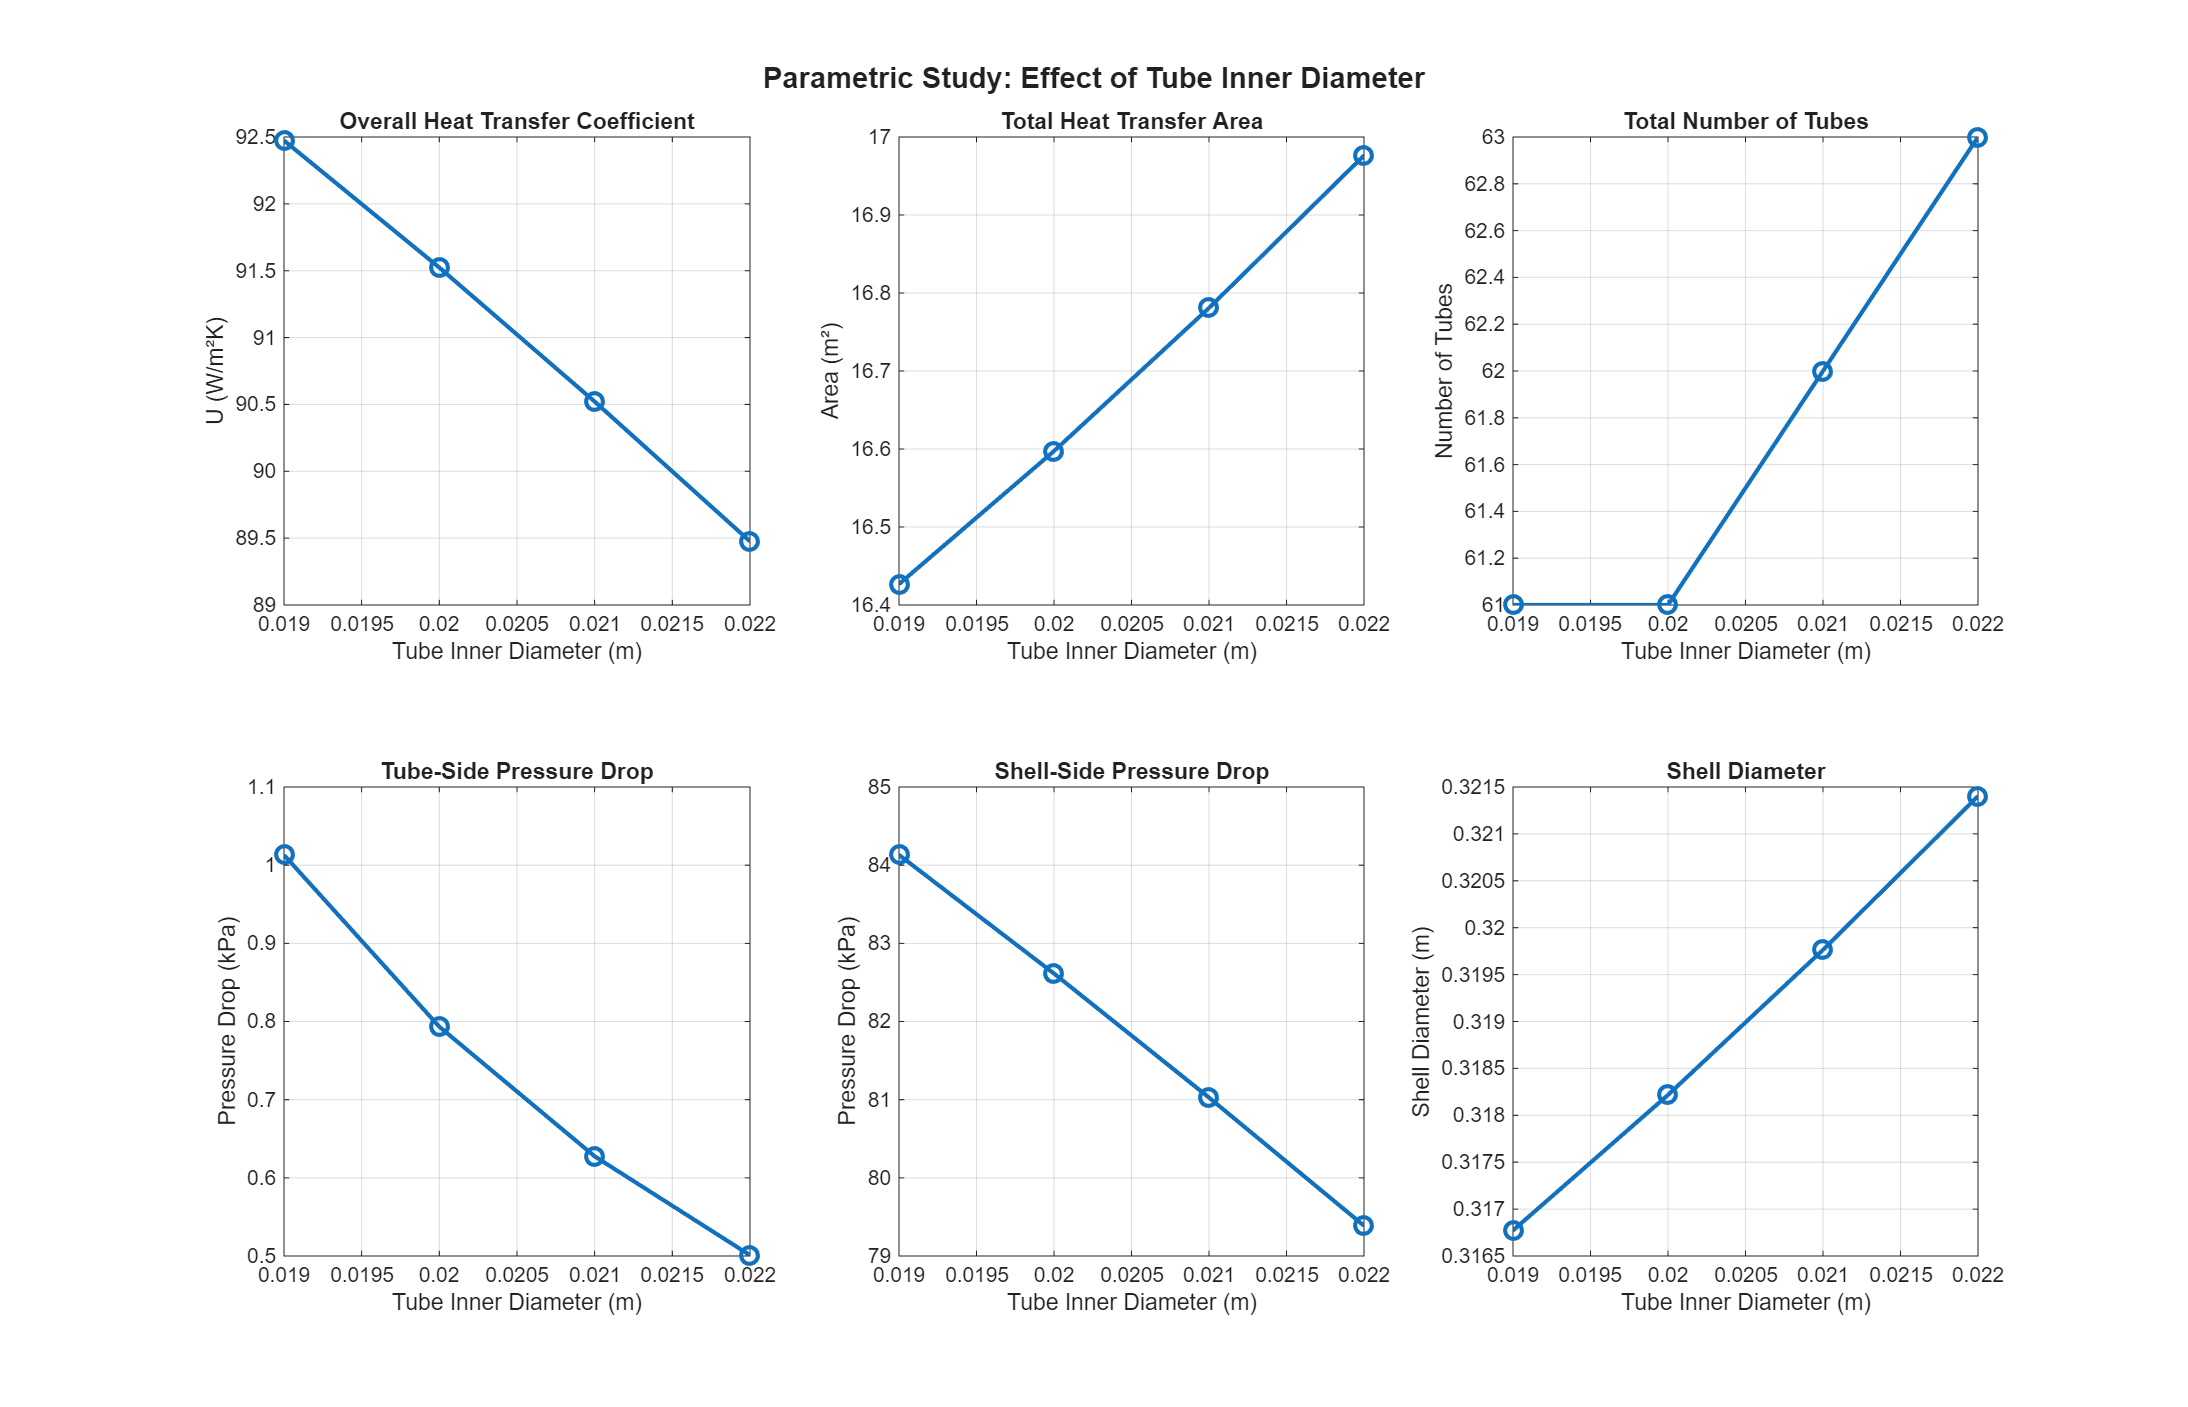 Parametric Study: Effect of Tube Inner Diameter
Overall Heat Transfer Coefficient
92.5
92
91.5
91
90.5
90
89.5
89
U (W/m²K)
0.019 0.0195 0.02 0.0205 0.021 0.0215 0.022
Tube Inner Diameter (m)
Total Heat Transfer Area
17
16.9
16.8
16.7
16.6
16.5
16.4
Area (m²)
0.019 0.0195 0.02 0.0205 0.021 0.0215 0.022
Tube Inner Diameter (m)
Total Number of Tubes
63
62.8
62.6
62.4
62.2
62
61.8
61.6
61.4
61.2
61
Number of Tubes
0.019 0.0195 0.02 0.0205 0.021 0.0215 0.022
Tube Inner Diameter (m)
Tube-Side Pressure Drop
1.1
1
0.9
0.8
0.7
0.6
0.5
Pressure Drop (kPa)
0.019 0.0195 0.02 0.0205 0.021 0.0215 0.022
Tube Inner Diameter (m)
Shell-Side Pressure Drop
85
84
83
82
81
80
79
Pressure Drop (kPa)
0.019 0.0195 0.02 0.0205 0.021 0.0215 0.022
Tube Inner Diameter (m)
Shell Diameter
0.3215
0.321
0.3205
0.32
0.3195
0.319
0.3185
0.318
0.3175
0.317
0.3165
Shell Diameter (m)
0.019 0.0195 0.02 0.0205 0.021 0.0215 0.022
Tube Inner Diameter (m)